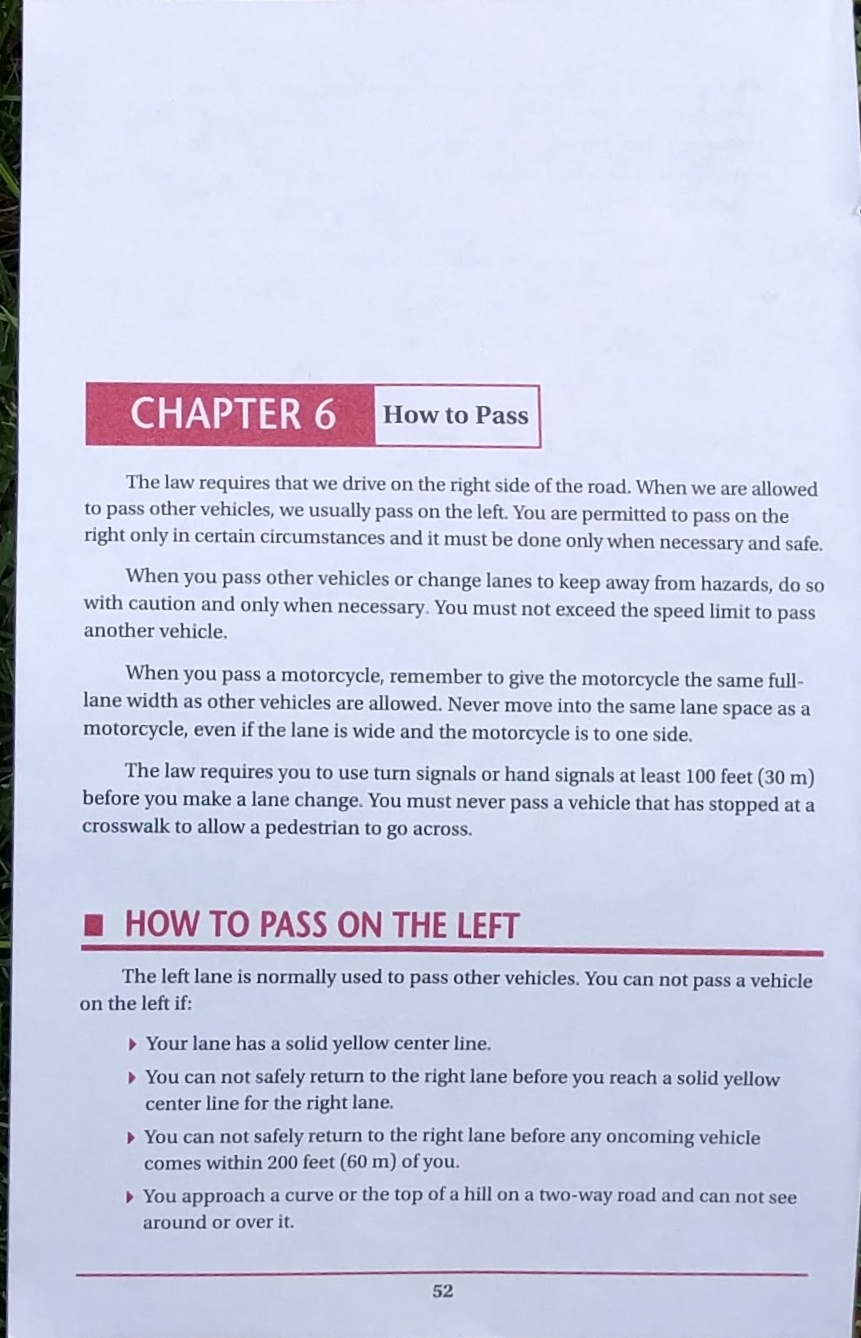 CHAPTER 6 How to Pass
The law requires that we drive on the right side of the road. When we are allowed
to pass other vehicles, we usually pass on the left. You are permitted to pass on the
right only in certain circumstances and it must be done only when necessary and safe.
When you pass other vehicles or change lanes to keep away from hazards, do so
with caution and only when necessary. You must not exceed the speed limit to pass
another vehicle.
When you pass a motorcycle, remember to give the motorcycle the same full-
lane width as other vehicles are allowed. Never move into the same lane space as a
motorcycle, even if the lane is wide and the motorcycle is to one side.
The law requires you to use turn signals or hand signals at least 100 feet (30 m)
before you make a lane change. You must never pass a vehicle that has stopped at a
crosswalk to allow a pedestrian to go across.
HOW TO PASS ON THE LEFT
The left lane is normally used to pass other vehicles. You can not pass a vehicle
on the left if:
Your lane has a solid yellow center line.
You can not safely return to the right lane before you reach a solid yellow
center line for the right lane.
You can not safely return to the right lane before any oncoming vehicle
comes within 200 feet (60 m) of you.
You approach a curve or the top of a hill on a two-way road and can not see
around or over it.
52